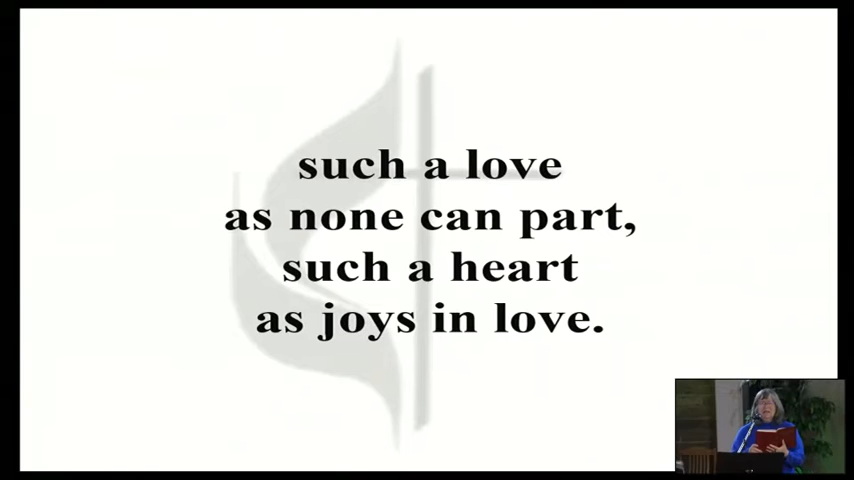 such a love
as none can part,
such a heart
as joys in love.